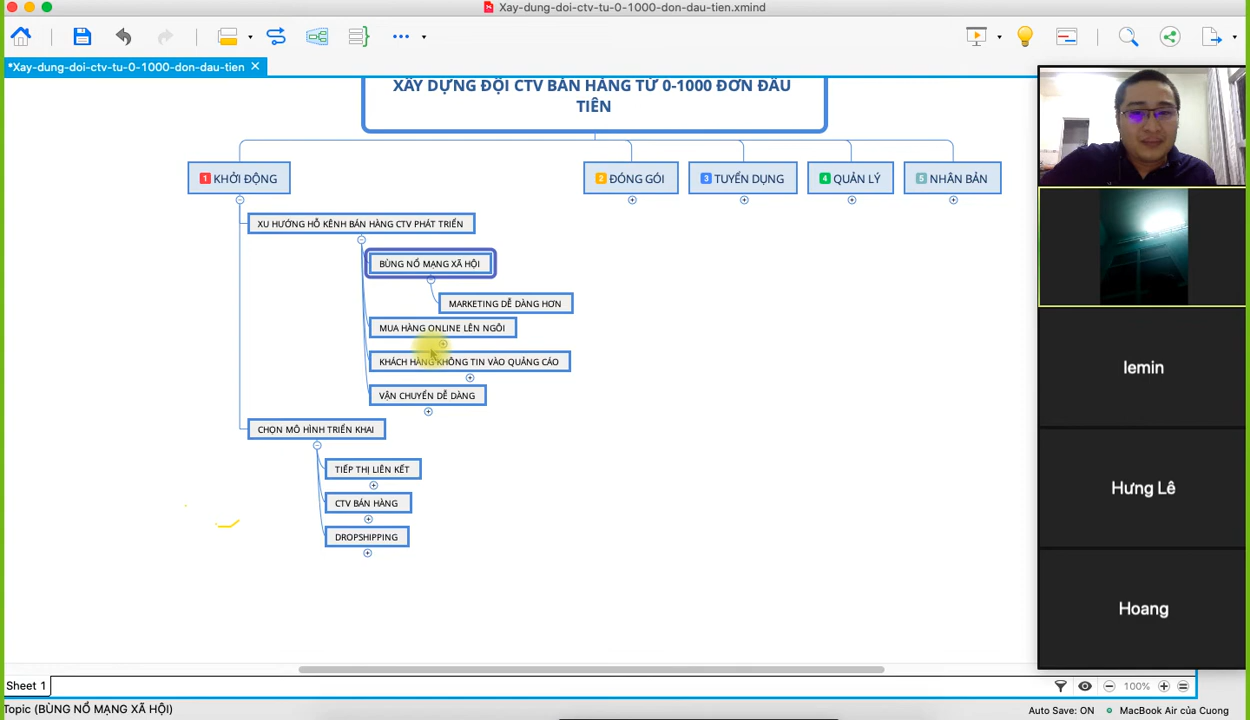 Xay-dung-doi-ctv-tu-0-1000-don-dau-tien.xmind
*Xay-dung-doi-ctv-tu-0-1000-don-dau-tien
XÂY DỰNG ĐỘI CTV BÁN HÀNG TỪ 0-1000 ĐƠN ĐẦU
TIÊN
1 KHỞI ĐỘNG
2 ĐÓNG GÓI
3 TUYỂN DỤNG
4 QUẢN LÝ
5 NHÂN BẢN
XU HƯỚNG HỖ KÊNH BÁN HÀNG CTV PHÁT TRIỂN
BÙNG NỔ MẠNG XÃ HỘI
MARKETING DỄ DÀNG HƠN
MUA HÀNG ONLINE LÊN NGÔI
KHÁCH HÀNG KHÔNG TIN VÀO QUẢNG CÁO
VẬN CHUYỂN DỄ DÀNG
CHỌN MÔ HÌNH TRIỂN KHAI
TIẾP THỊ LIÊN KẾT
CTV BÁN HÀNG
DROPSHIPPING
lemin
Hưng Lê
Hoang
Sheet 1
100%
Topic (BÙNG NỔ MẠNG XÃ HỘI)
Auto Save: ON
MacBook Air của Cuong